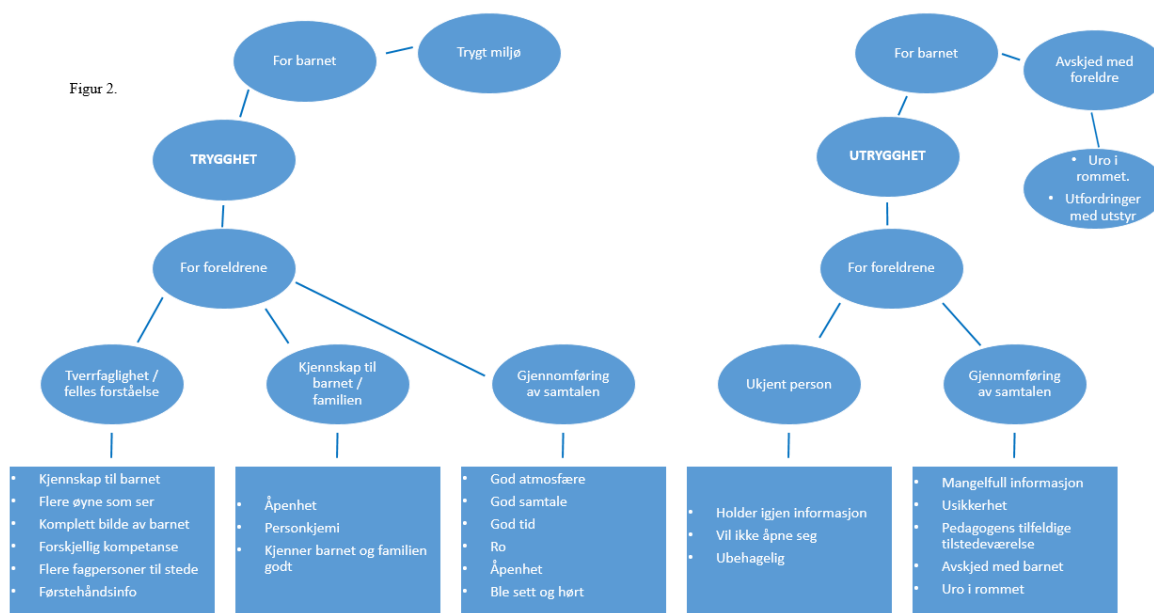 Figur 2.
For barnet
Trygt miljø
TRYGGHET
For foreldrene
Tverrfaglighet /
felles forståelse
Kjennskap til
barnet /
familien
Gjennomføring
av samtalen
• Kjennskap til barnet
• Flere øyne som ser
• Komplett bilde av barnet
• Forskjellig kompetanse
• Flere fagpersoner til stede
• Førstehåndsinfo
• Åpenhet
• Personkjemi
• Kjenner barnet og familien
godt
• God atmosfære
• God samtale
• God tid
• Ro
• Åpenhet
• Ble sett og hørt
For barnet
Avskjed med
foreldre
UTRYGGHET
• Uro i
rommet.
• Utfordringer
med utstyr
For foreldrene
Ukjent person
Gjennomføring
av samtalen
• Holder igjen informasjon
• Vil ikke åpne seg
• Ubehagelig
• Mangelfull informasjon
• Usikkerhet
• Pedagogens tilfeldige
tilstedeværelse
• Avskjed med barnet
• Uro i rommet